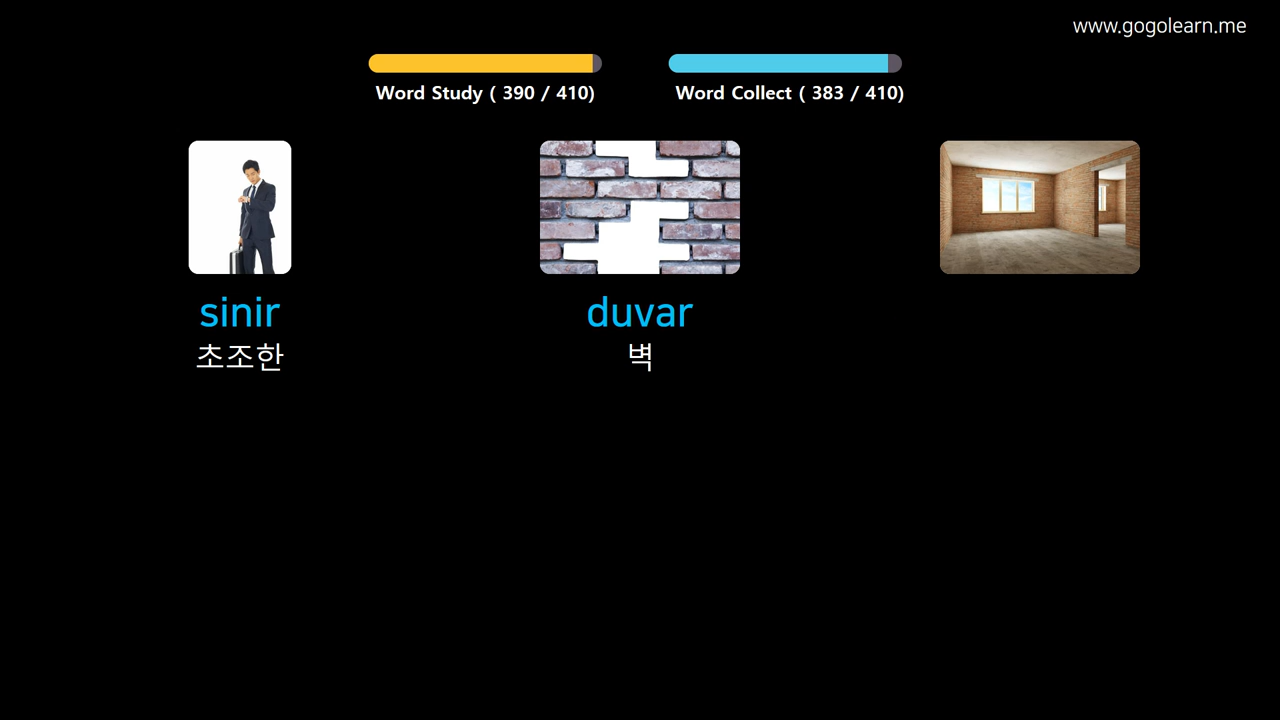 www.gogolearn.me
Word Study ( 390 / 410)
Word Collect ( 383 / 410)
sinir
초조한
duvar
벽